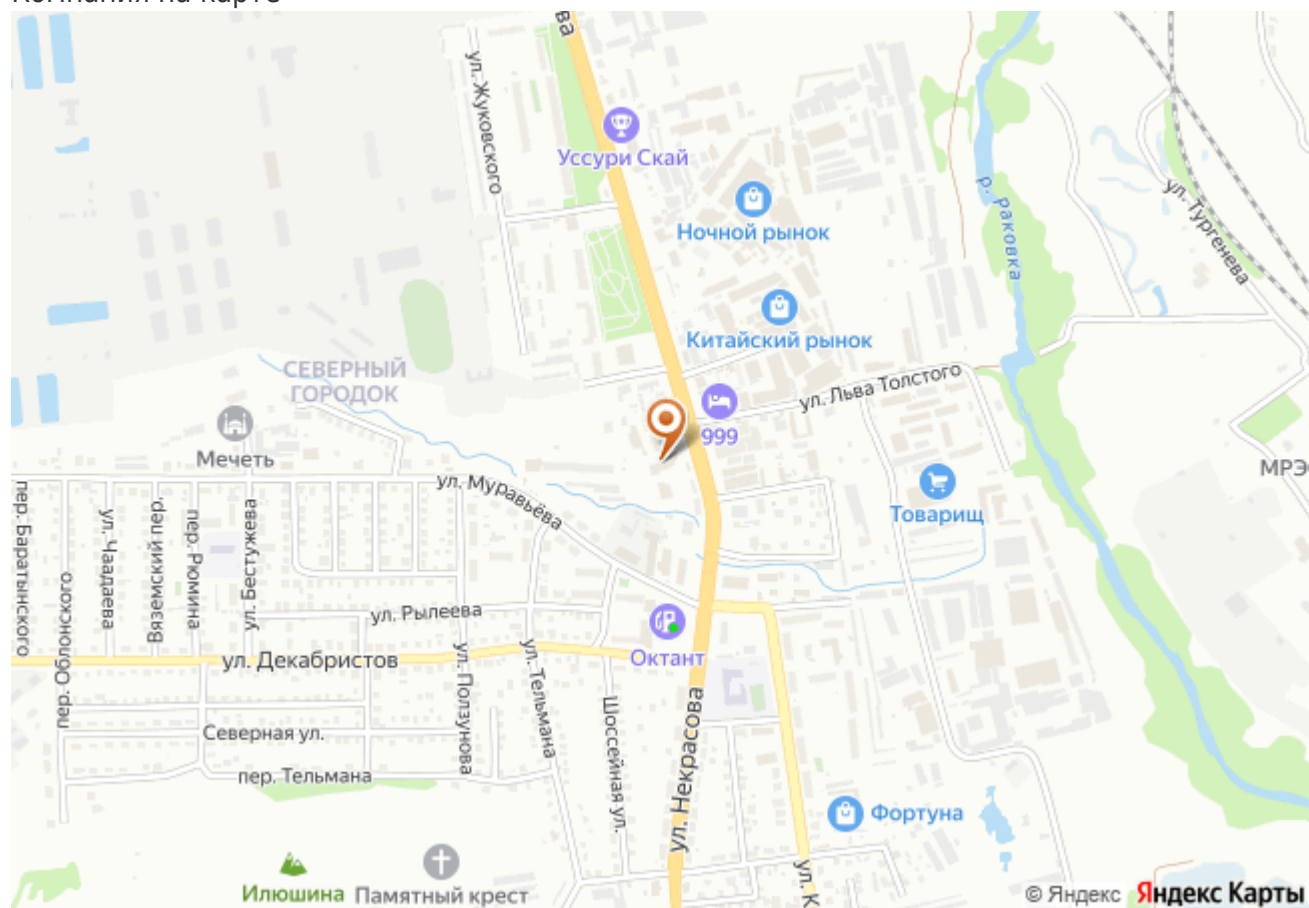 ва
ул. Жуковского
Уссури Скай
Ночной рынок
р. Раковка
ул. Тургенева
Китайский рынок
СЕВЕРНЫЙ
ГОРОДОК
ул. Льва Толстого
999
Мечеть
МРЭ
ул. Муравьёва
Товарищ
пер. Баратынского
ул. Чаадаева
Вяземский пер.
пер. Рюмина
ул. Бестужева
пер. Оболонского
ул. Рылеева
Октант
ул. Декабристов
ул. Ползунова
ул. Тельмана
Шоссейная ул.
ул. Некрасова
Северная ул.
пер. Тельмана
Фортуна
ул. К
Илюшина
Памятный крест
© Яндекс Яндекс Карты